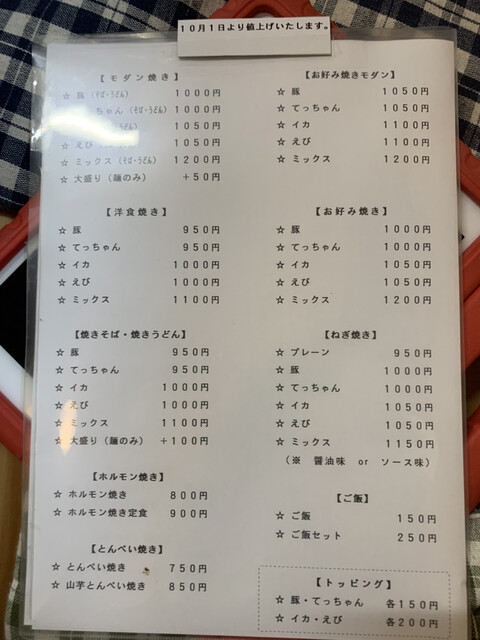 10月1日より値上げいたします。
【モダン焼き】
☆ 豚（そば・うどん） 1000円
ちゃん（そば・うどん） 1000円
うどん） 1050円
☆ えび 1050円
☆ ミックス（そば・うどん） 1200円
☆ 大盛り（麺のみ） +50円
【洋食焼き】
☆ 豚 950円
☆ てっちゃん 950円
☆ イカ 1000円
☆ えび 1000円
☆ ミックス 1100円
【焼きそば・焼きうどん】
☆ 豚 950円
☆ てっちゃん 950円
☆ イカ 1000円
☆ えび 1000円
☆ ミックス 1100円
☆ 大盛り（麺のみ） +100円
【ホルモン焼き】
☆ ホルモン焼き 800円
☆ ホルモン焼き定食 900円
【とんぺい焼き】
☆ とんぺい焼き 750円
☆ 山芋とんぺい焼き 850円
【お好み焼きモダン】
☆ 豚 1050円
☆ てっちゃん 1050円
☆ イカ 1100円
☆ えび 1100円
☆ ミックス 1200円
【お好み焼き】
☆ 豚 1000円
☆ てっちゃん 1000円
☆ イカ 1050円
☆ えび 1050円
☆ ミックス 1200円
【ねぎ焼き】
☆ プレーン 950円
☆ 豚 1000円
☆ てっちゃん 1000円
☆ イカ 1050円
☆ えび 1050円
☆ ミックス 1150円
（※ 醤油味 or ソース味）
【ご飯】
☆ ご飯 150円
☆ ご飯セット 250円
【トッピング】
☆ 豚・てっちゃん 各150円
☆ イカ・えび 各200円